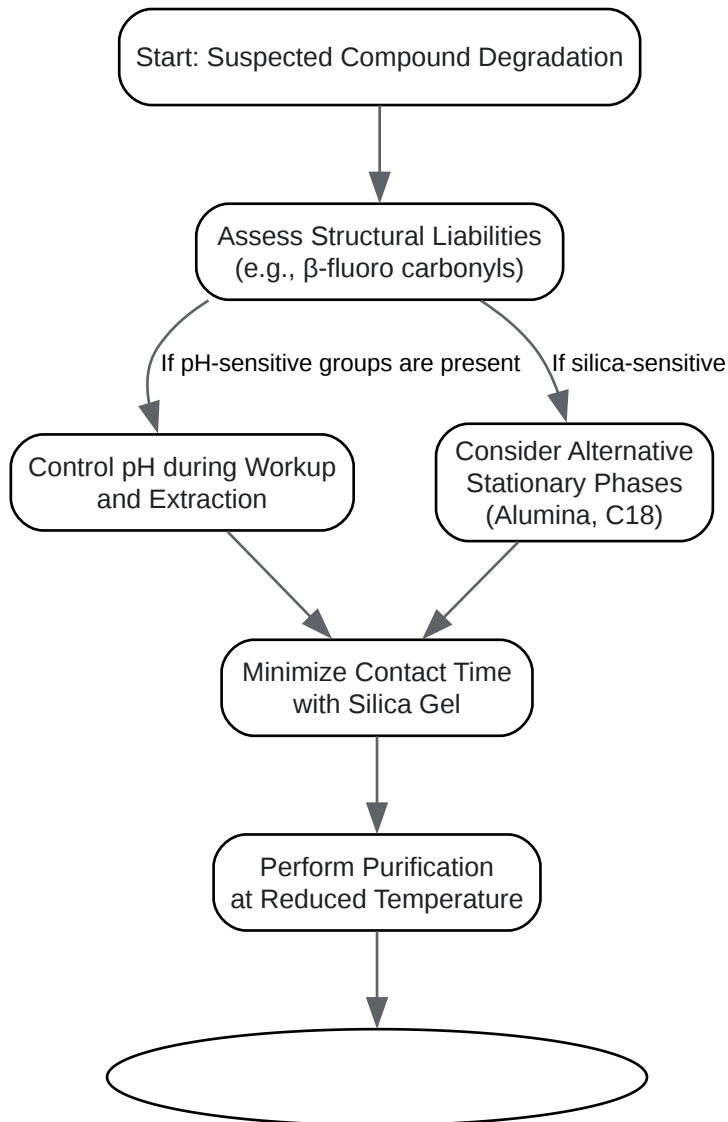 Start: Suspected Compound Degradation
Assess Structural Liabilities
(e.g., β-fluoro carbonyls)
If pH-sensitive groups are present
If silica-sensitive
Control pH during Workup
and Extraction
Consider Alternative
Stationary Phases
(Alumina, C18)
Minimize Contact Time
with Silica Gel
Perform Purification
at Reduced Temperature